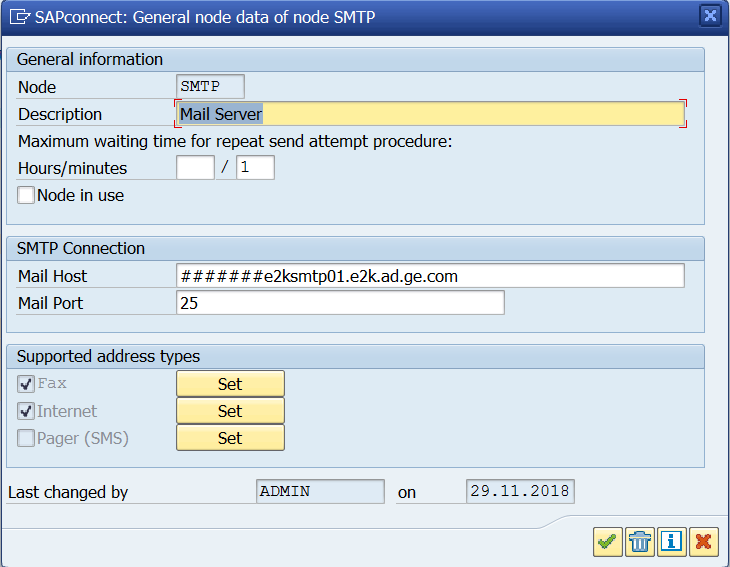 SAPconnect: General node data of node SMTP
General information
Node SMTP
Description Mail Server
Maximum waiting time for repeat send attempt procedure:
Hours/minutes / 1
Node in use
SMTP Connection
Mail Host #######e2ksmtp01.e2k.ad.ge.com
Mail Port 25
Supported address types
Fax Set
Internet Set
Pager (SMS) Set
Last changed by ADMIN on 29.11.2018